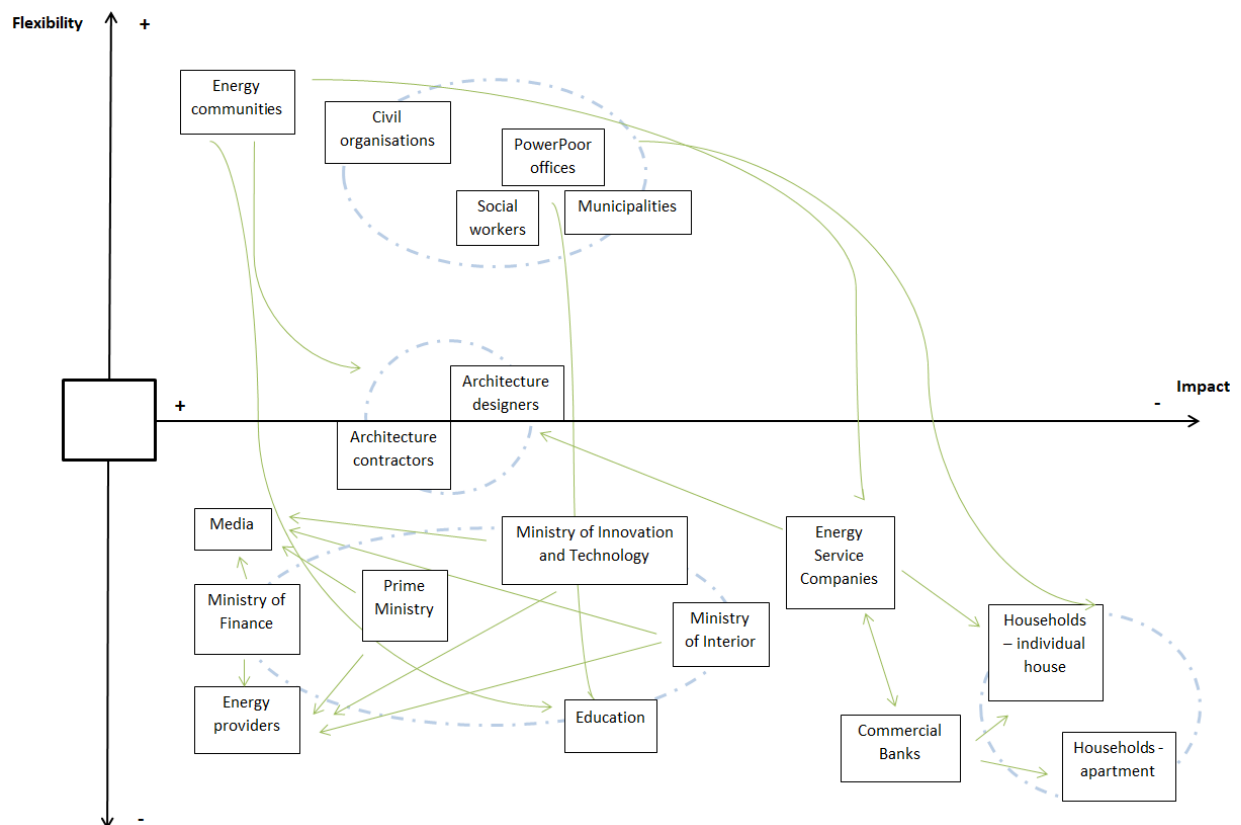 Flexibility
+
Energy
communities
Civil
organisations
PowerPoor
offices
Social
workers
Municipalities
Architecture
designers
Impact
+
-
Architecture
contractors
Media
Ministry of Innovation
and Technology
Energy
Service
Companies
Ministry of
Finance
Prime
Ministry
Ministry
of Interior
Households
– individual
house
Energy
providers
Education
Commercial
Banks
Households -
apartment
-